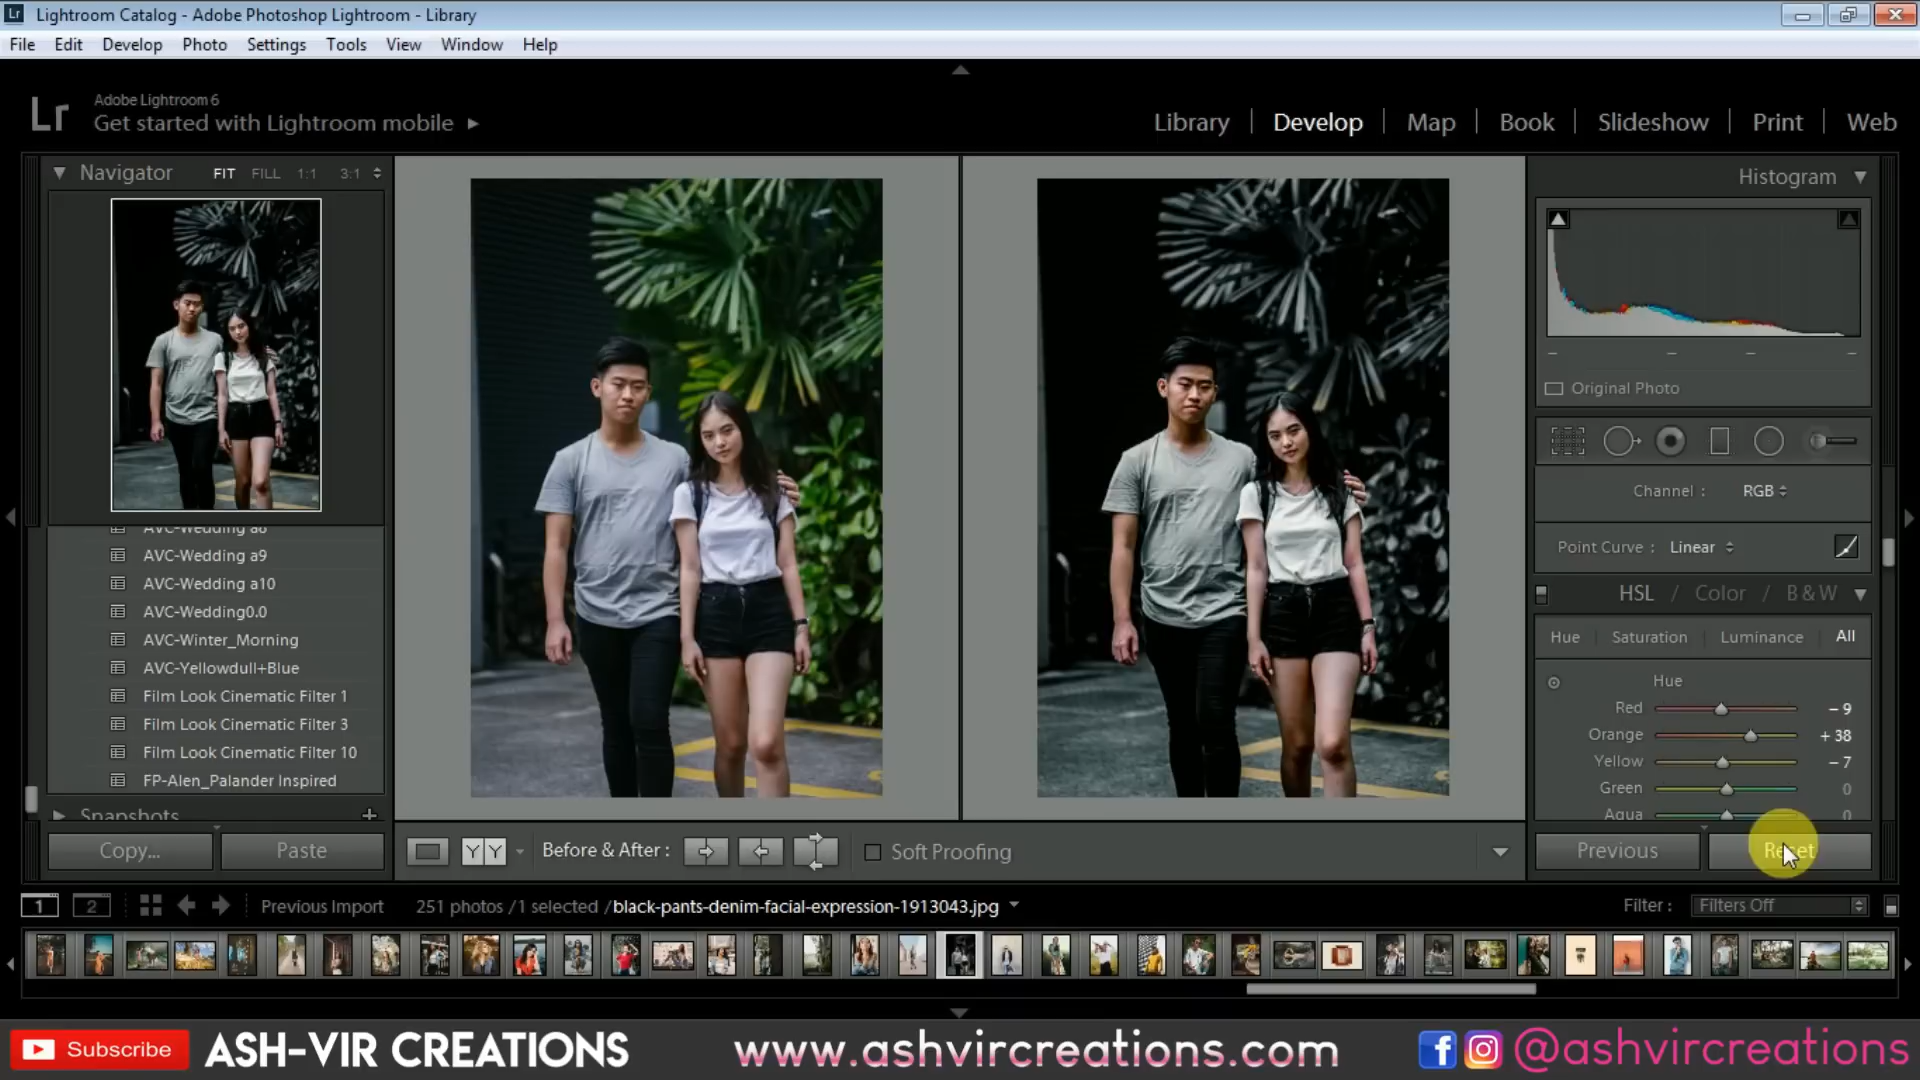 Lr Lightroom Catalog - Adobe Photoshop Lightroom - Library
File Edit Develop Photo Settings Tools View Window Help
Lr
Adobe Lightroom 6
Get started with Lightroom mobile
Library Develop Map Book Slideshow Print Web
Navigator FIT FILL 1:1 3:1
AVC-Wedding a8
AVC-Wedding a9
AVC-Wedding a10
AVC-Wedding0.0
AVC-Winter_Morning
AVC-Yellowdull+Blue
Film Look Cinematic Filter 1
Film Look Cinematic Filter 3
Film Look Cinematic Filter 10
FP-Alen_Palander Inspired
Snapshots +
Copy... Paste
Histogram
Original Photo
Channel : RGB
Point Curve : Linear
HSL / Color / B & W
Hue Saturation Luminance All
Hue
Red - 9
Orange + 38
Yellow - 7
Green 0
Aqua 0
Previous Reset
Y Y Before & After : Soft Proofing
1 2 Previous Import 251 photos / 1 selected / black-pants-denim-facial-expression-1913043.jpg Filter : Filters Off
Subscribe ASH-VIR CREATIONS www.ashvircreations.com @ashvircreations